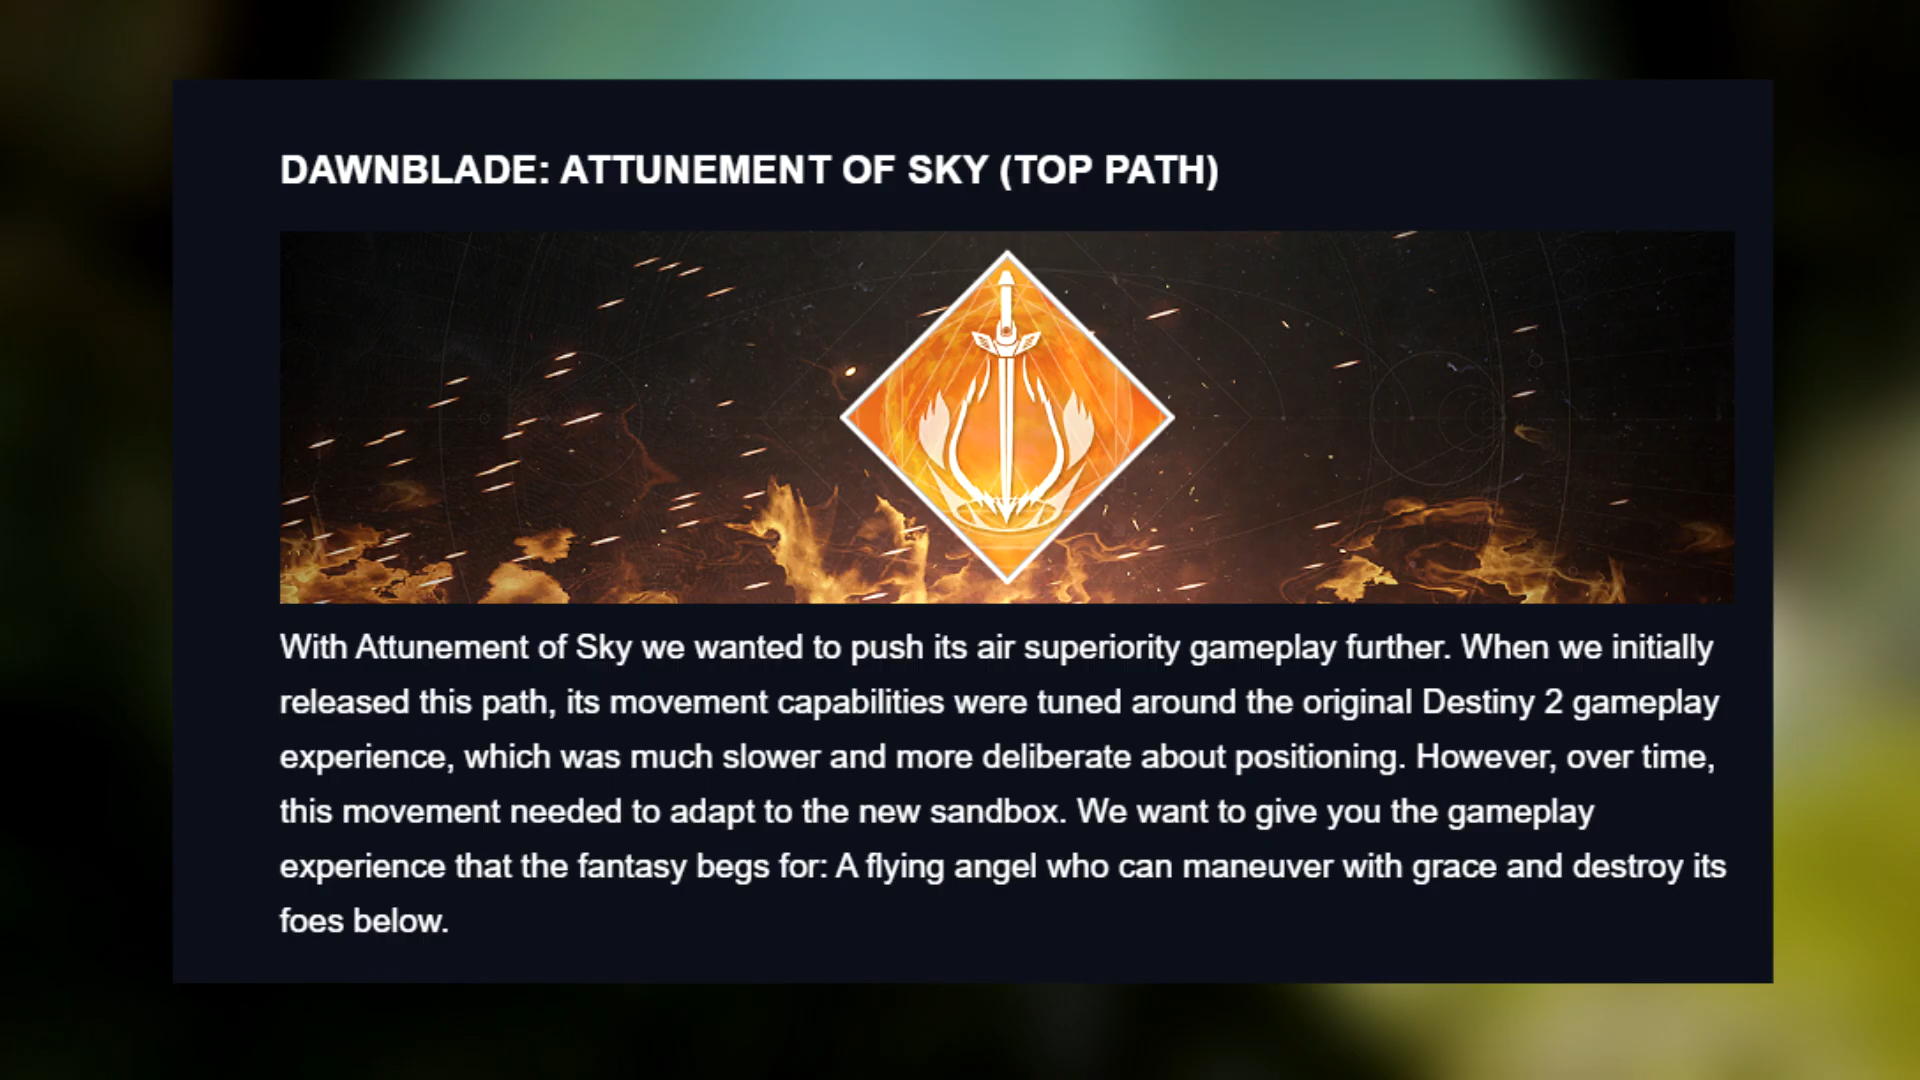 DAWNBLADE: ATTUNEMENT OF SKY (TOP PATH)
With Attunement of Sky we wanted to push its air superiority gameplay further. When we initially
released this path, its movement capabilities were tuned around the original Destiny 2 gameplay
experience, which was much slower and more deliberate about positioning. However, over time,
this movement needed to adapt to the new sandbox. We want to give you the gameplay
experience that the fantasy begs for: A flying angel who can maneuver with grace and destroy its
foes below.